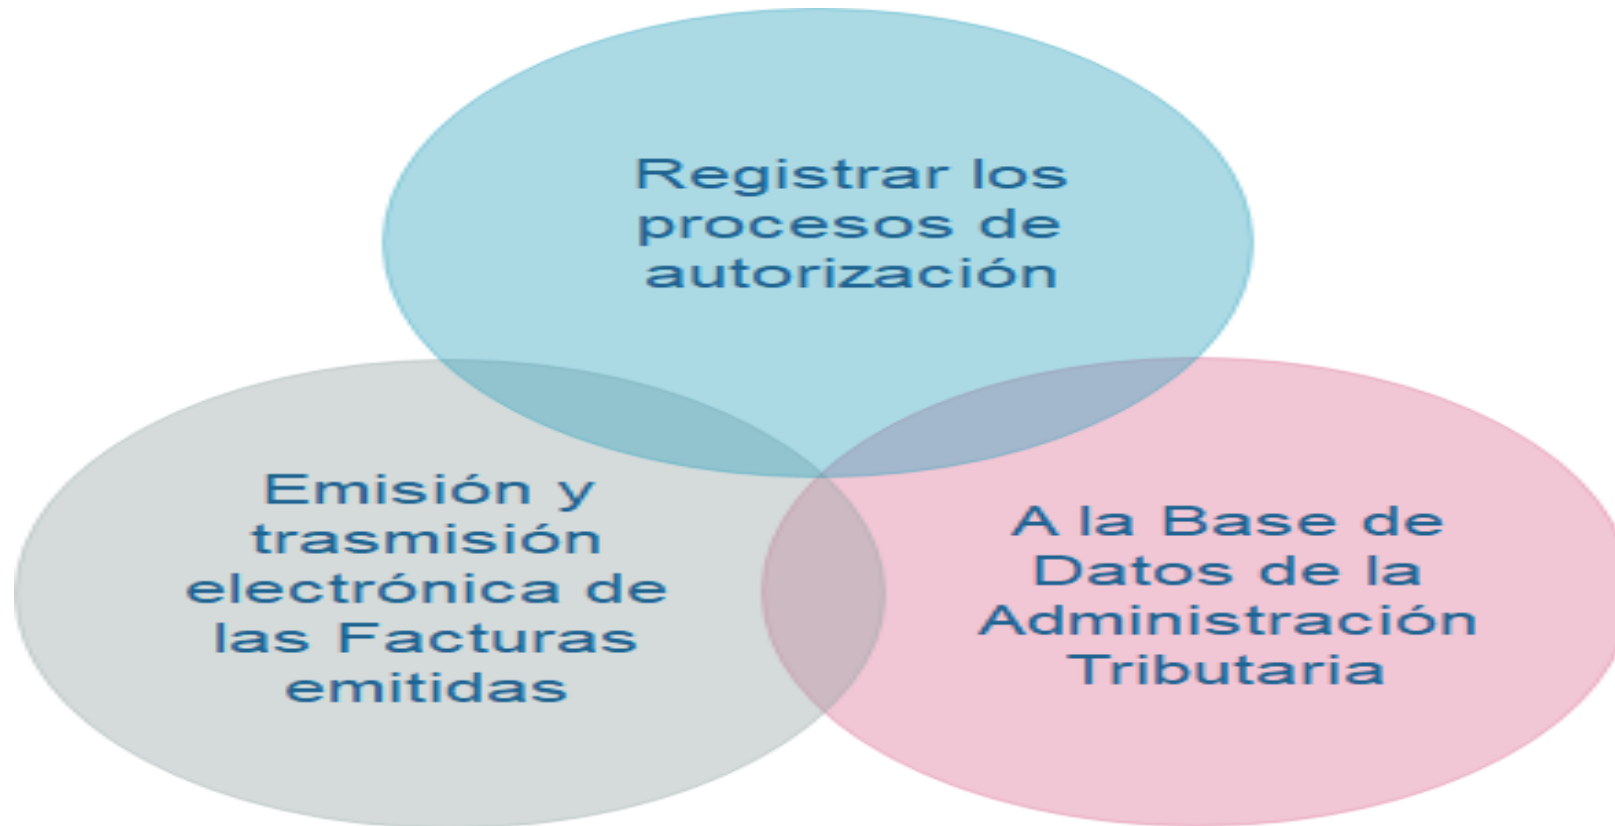 Registrar los
procesos de
autorización
Emisión y
trasmisión
electrónica de
las Facturas
emitidas
A la Base de
Datos de la
Administración
Tributaria